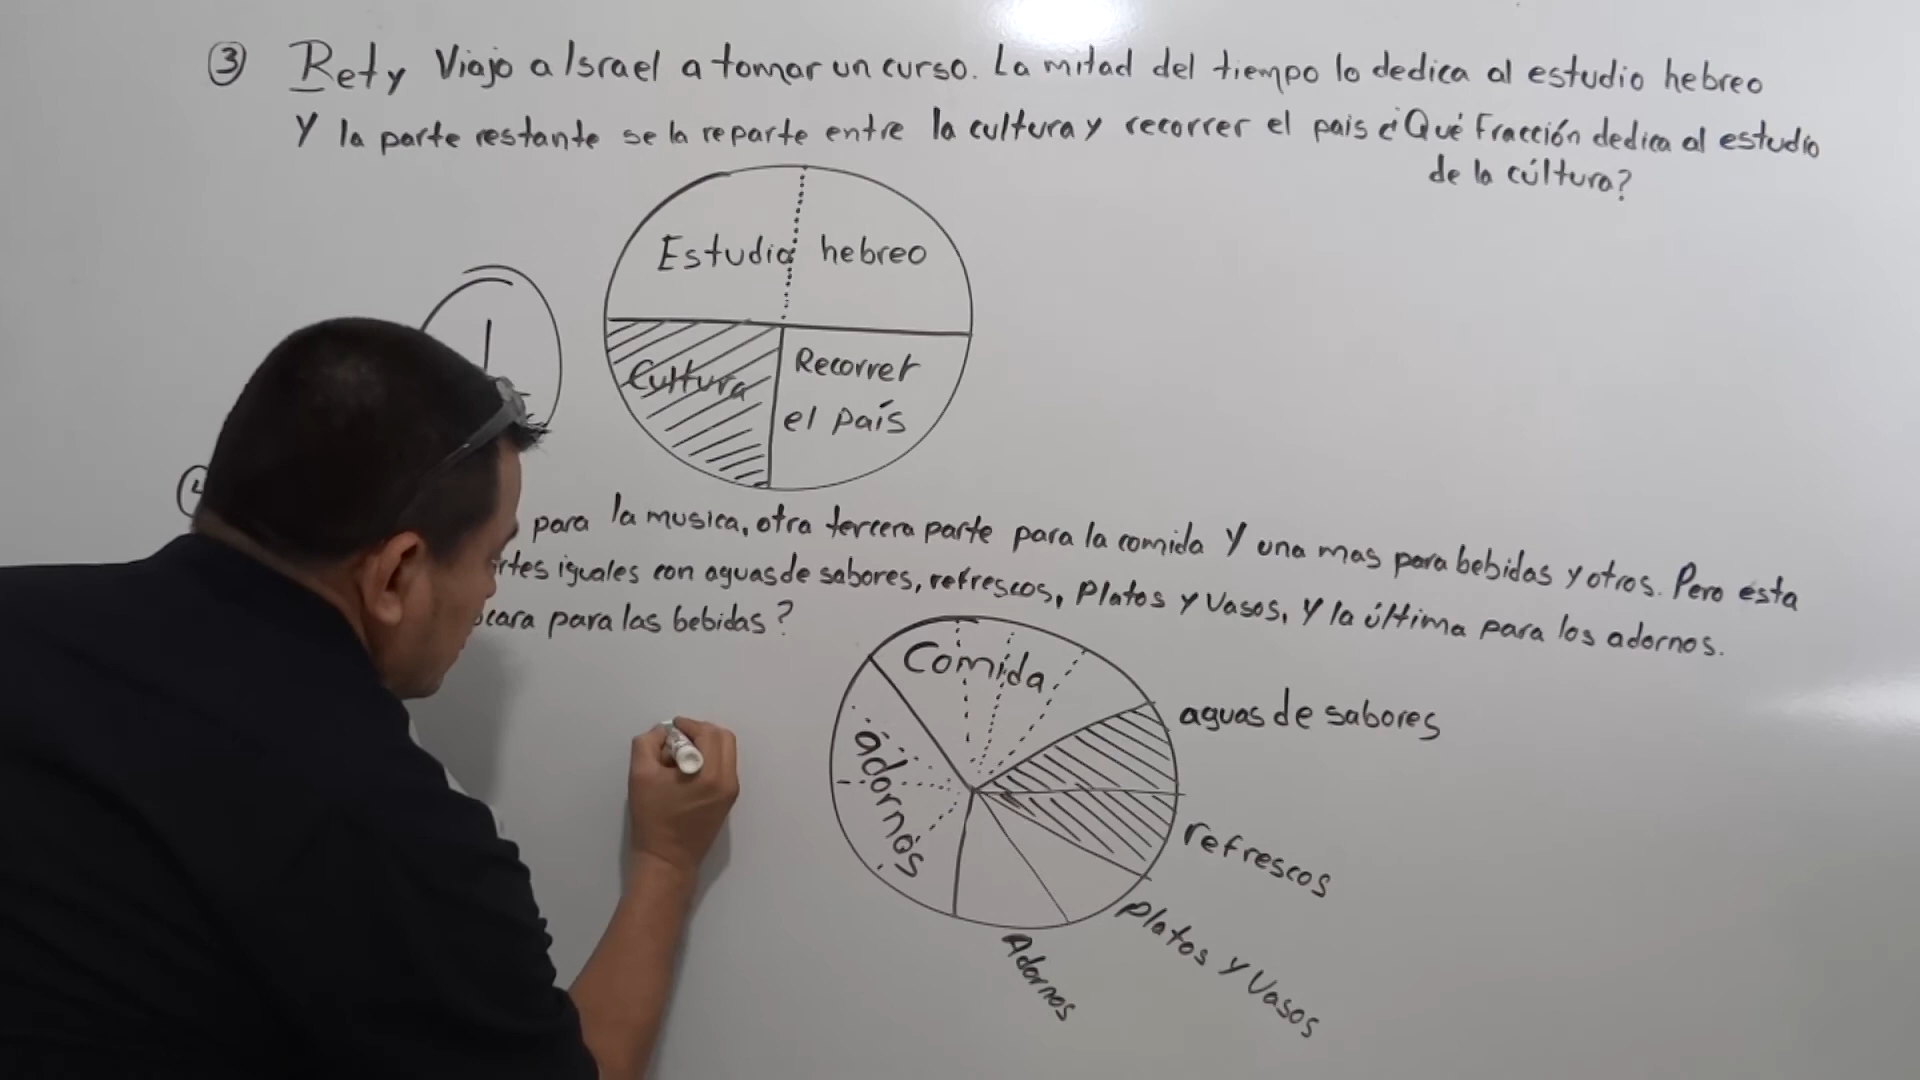 3 Bety Viajo a Israel a tomar un curso. La mitad del tiempo lo dedica al estudio hebreo
Y la parte restante se la reparte entre la cultura y recorrer el pais ¿Qué Fracción dedica al estudio
de la cúltura?
Estudio hebreo
1
Cultura
Recorrer
el país
4
para la musica, otra tercera parte para la comida Y una mas para bebidas y otros. Pero esta
iguales con aguas de sabores, refrescos, Platos y Vasos, Y la última para los adornos.
para las bebidas?
Comida
aguas de sabores
adornos
refrescos
Platos y Vasos
Adornos